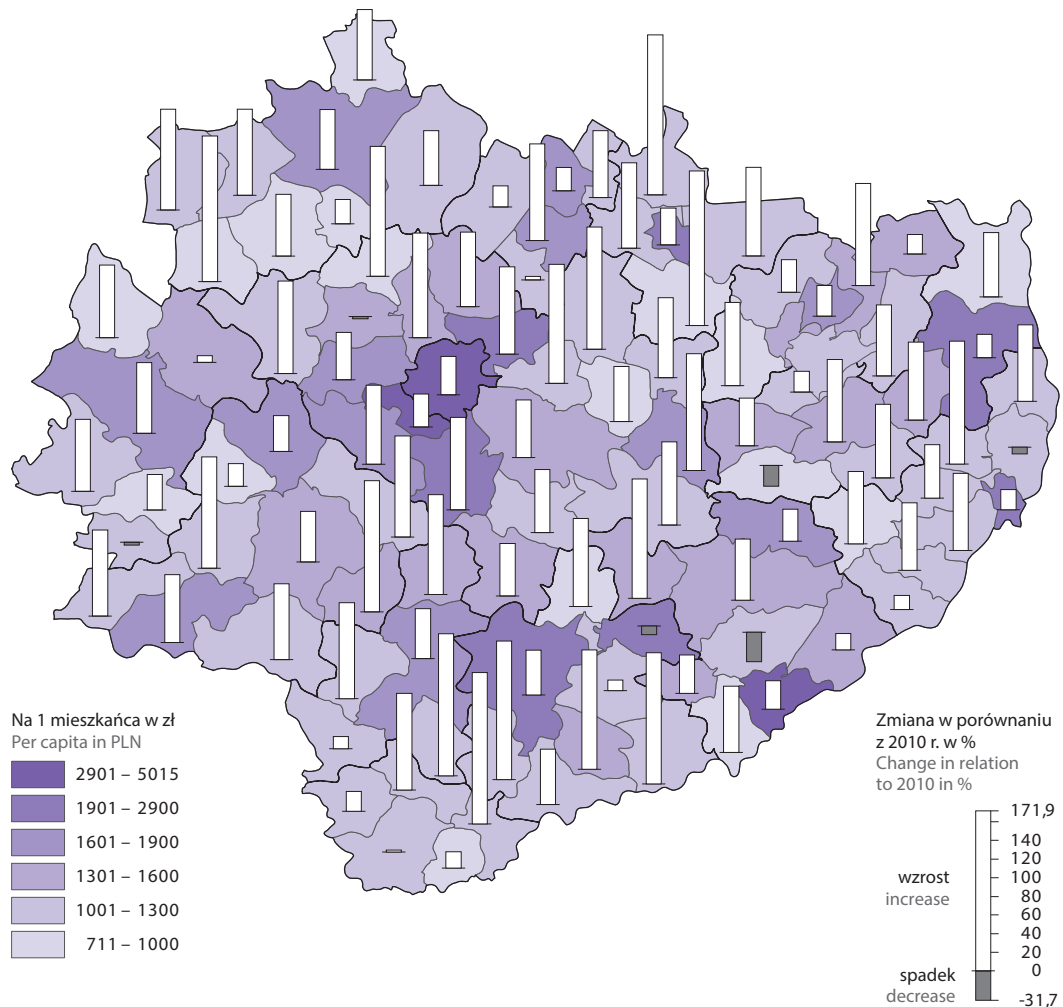 Na 1 mieszkańca w zł
Per capita in PLN
2901 – 5015
1901 – 2900
1601 – 1900
1301 – 1600
1001 – 1300
711 – 1000
Zmiana w porównaniu
z 2010 r. w %
Change in relation
to 2010 in %
171,9
140
120
100
80
60
40
20
0
-31,7
wzrost
increase
spadek
decrease